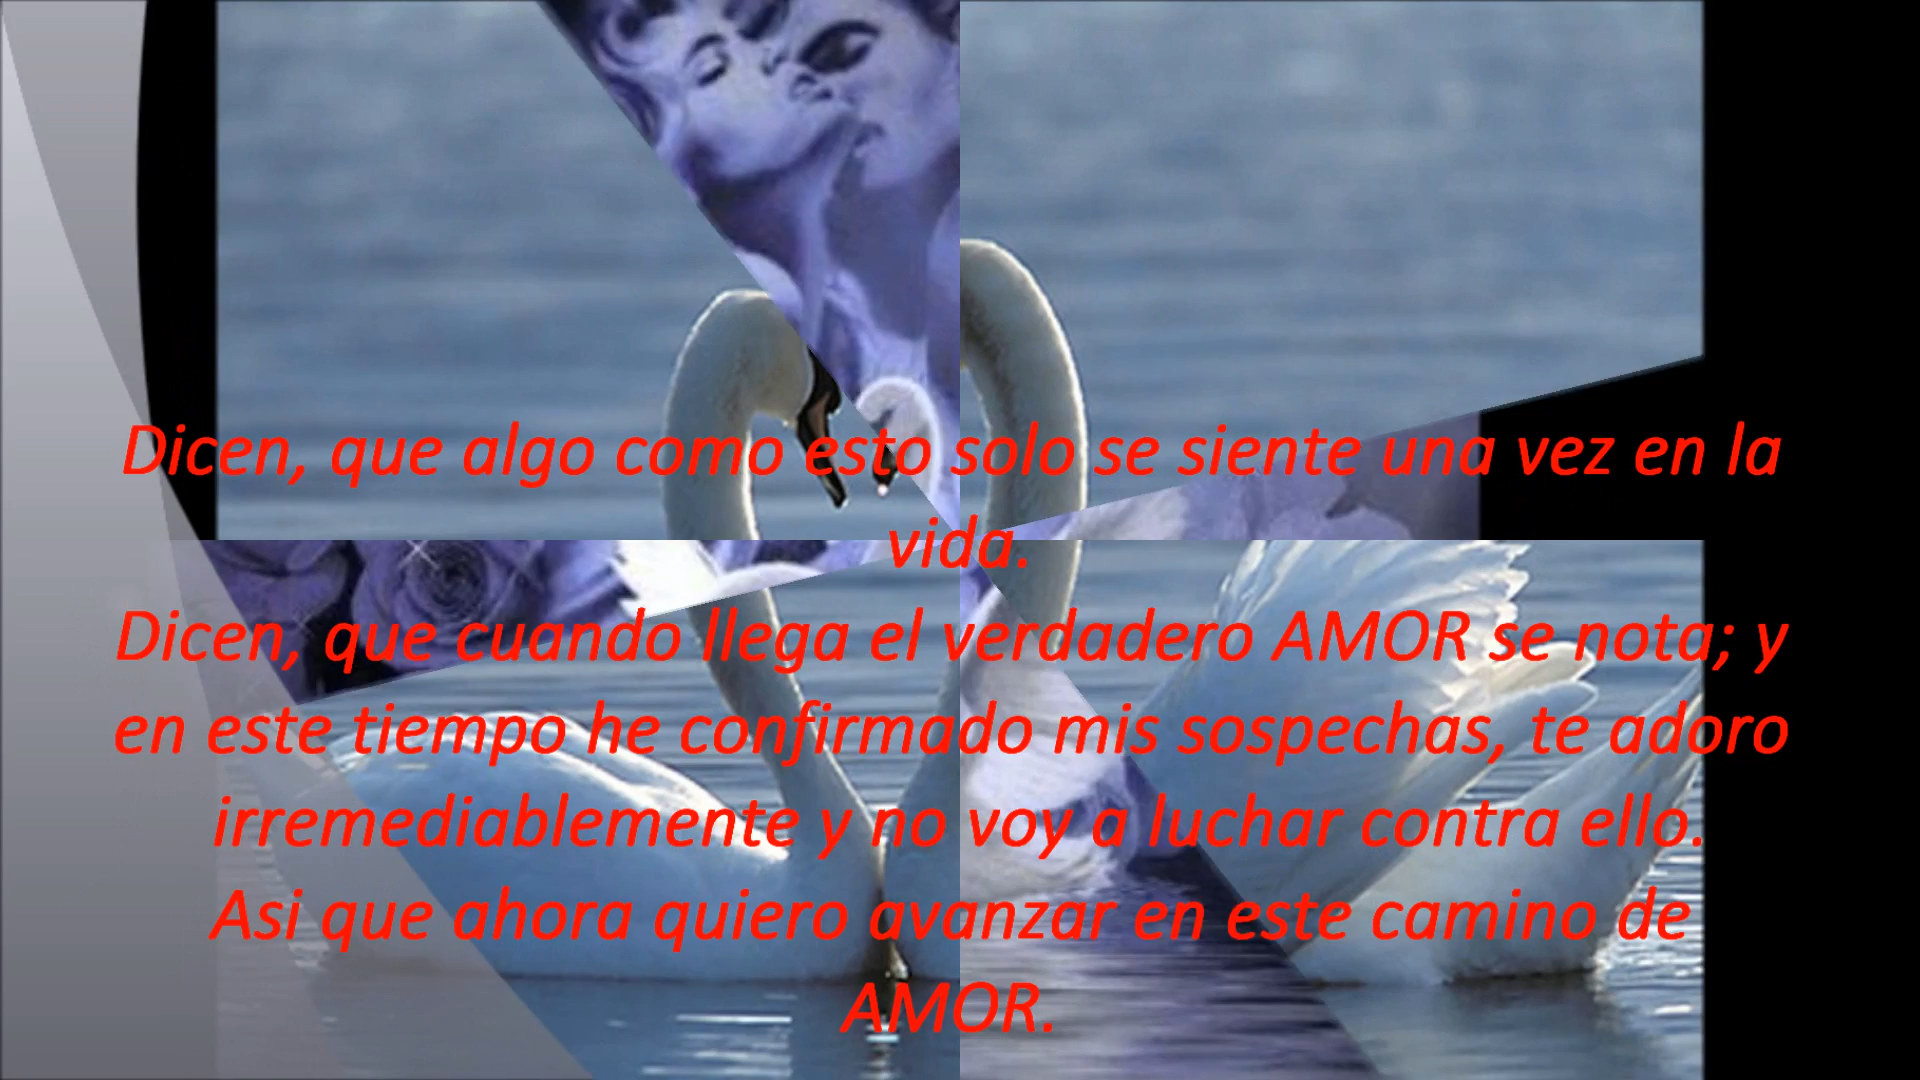 Dicen, que algo como esto solo se siente una vez en la
vida.
Dicen, que cuando llega el verdadero AMOR se nota; y
en este tiempo he confirmado mis sospechas, te adoro
irremediablemente y no voy a luchar contra ello.
Asi que ahora quiero avanzar en este camino de
AMOR.